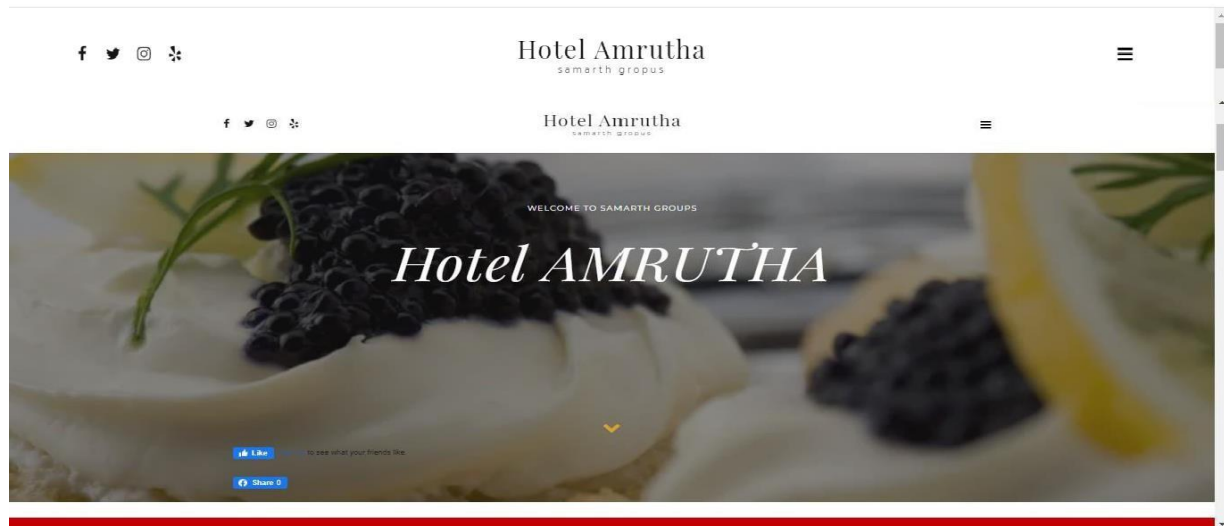 Hotel Amrutha
samarth gropus
Hotel Amrutha
samarth gropus
WELCOME TO SAMARTH GROUPS
Hotel AMRUTHA
Like
to see what your friends like.
Share 0